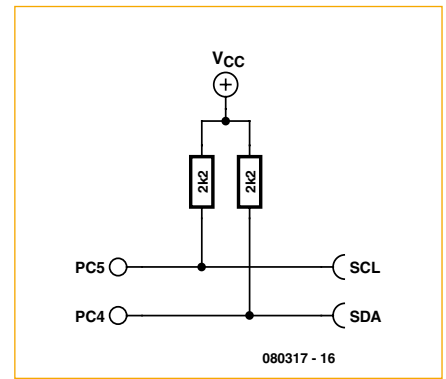 VCC
+
2k2 2k2
PC5 SCL
PC4 SDA
080317 - 16